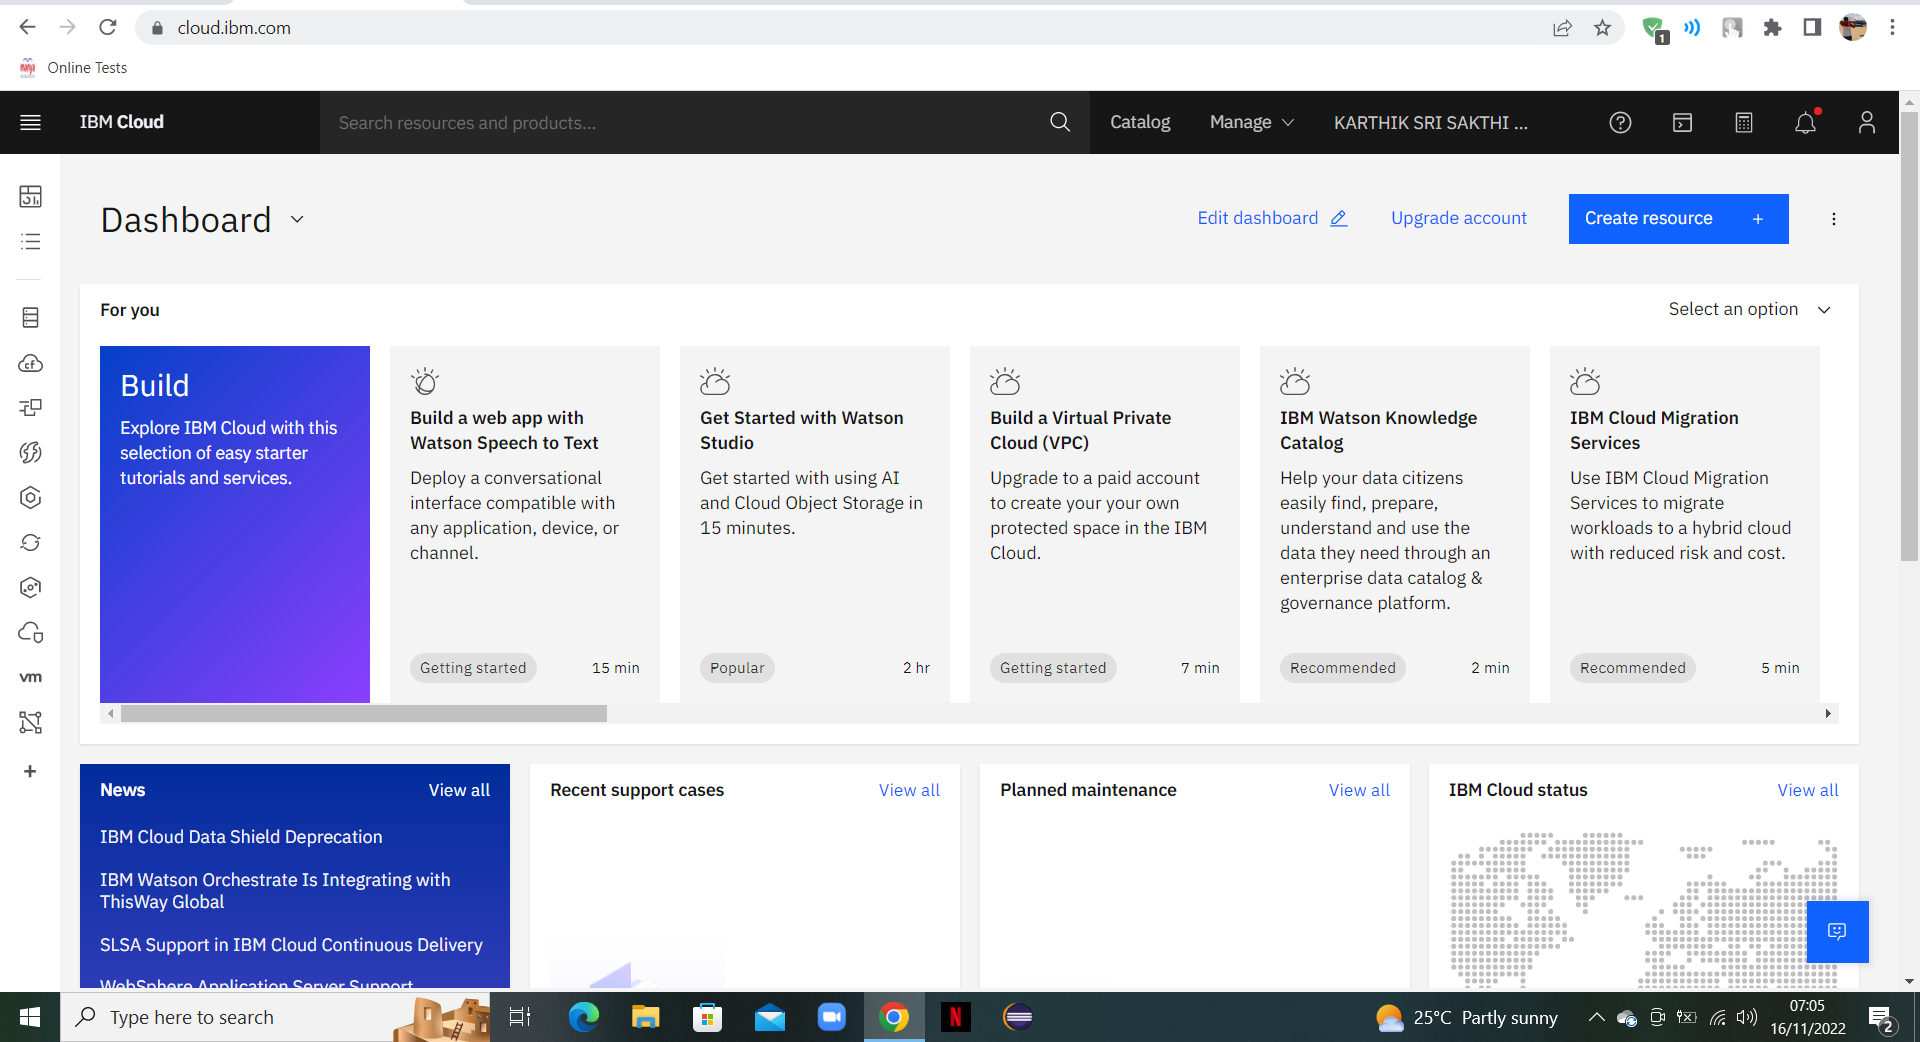 cloud.ibm.com
1
Online Tests
IBM Cloud
Search resources and products...
Catalog
Manage
KARTHIK SRI SAKTHI ...
Dashboard
Edit dashboard
Upgrade account
Create resource +
For you
Select an option
Build
Explore IBM Cloud with this
selection of easy starter
tutorials and services.
Build a web app with
Watson Speech to Text
Deploy a conversational
interface compatible with
any application, device, or
channel.
Getting started
15 min
Get Started with Watson
Studio
Get started with using AI
and Cloud Object Storage in
15 minutes.
Popular
2 hr
Build a Virtual Private
Cloud (VPC)
Upgrade to a paid account
to create your your own
protected space in the IBM
Cloud.
Getting started
7 min
IBM Watson Knowledge
Catalog
Help your data citizens
easily find, prepare,
understand and use the
data they need through an
enterprise data catalog &
governance platform.
Recommended
2 min
IBM Cloud Migration
Services
Use IBM Cloud Migration
Services to migrate
workloads to a hybrid cloud
with reduced risk and cost.
Recommended
5 min
cf
vm
+
News
View all
IBM Cloud Data Shield Deprecation
IBM Watson Orchestrate Is Integrating with
ThisWay Global
SLSA Support in IBM Cloud Continuous Delivery
WebSphere Application Server Support
Recent support cases
View all
Planned maintenance
View all
IBM Cloud status
View all
Type here to search
N
25°C Partly sunny
07:05
16/11/2022
2